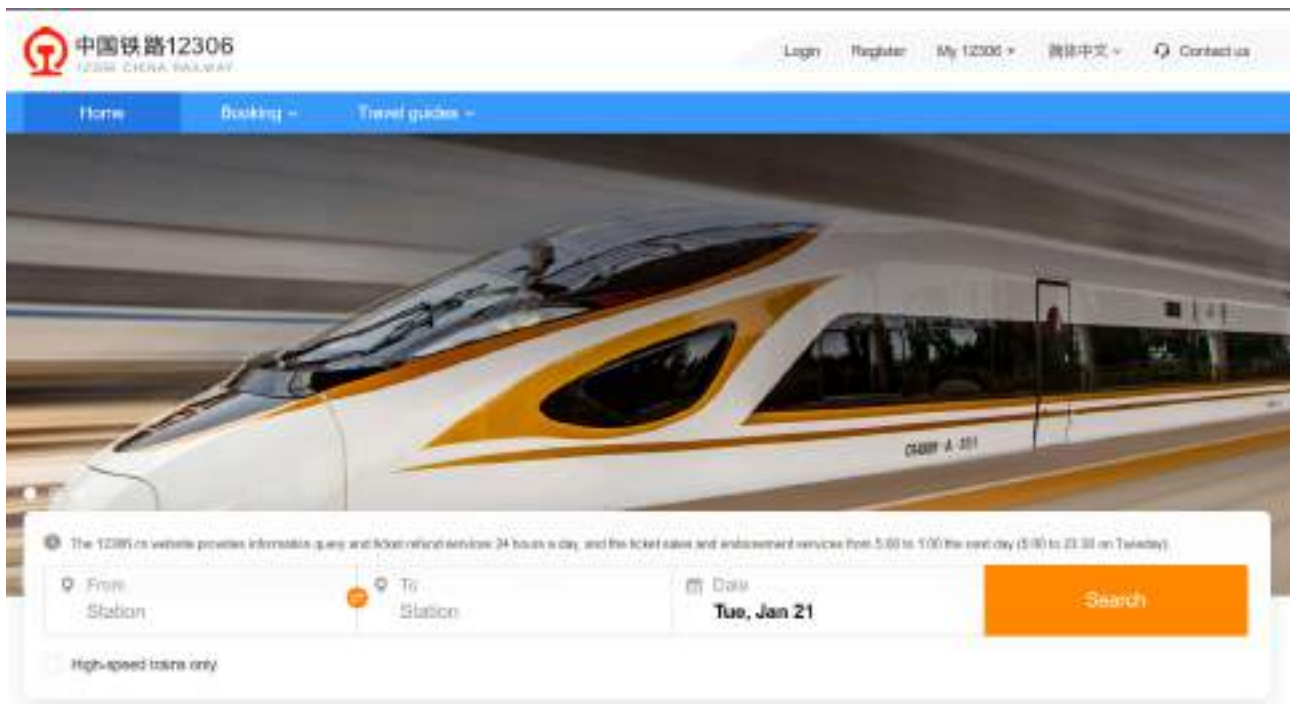 中国铁路12306
12306 CHINA RAILWAY
Login Register My 12306 简体中文 Contact us
Home Booking Travel guides
The 12306.cn website provides information query and ticket refund services 24 hours a day, and the ticket sales and endorsement services from 5:00 to 1:00 the next day (5:00 to 23:30 on Tuesday).
From To Date
Station Station Tue, Jan 21 Search
High-speed trains only